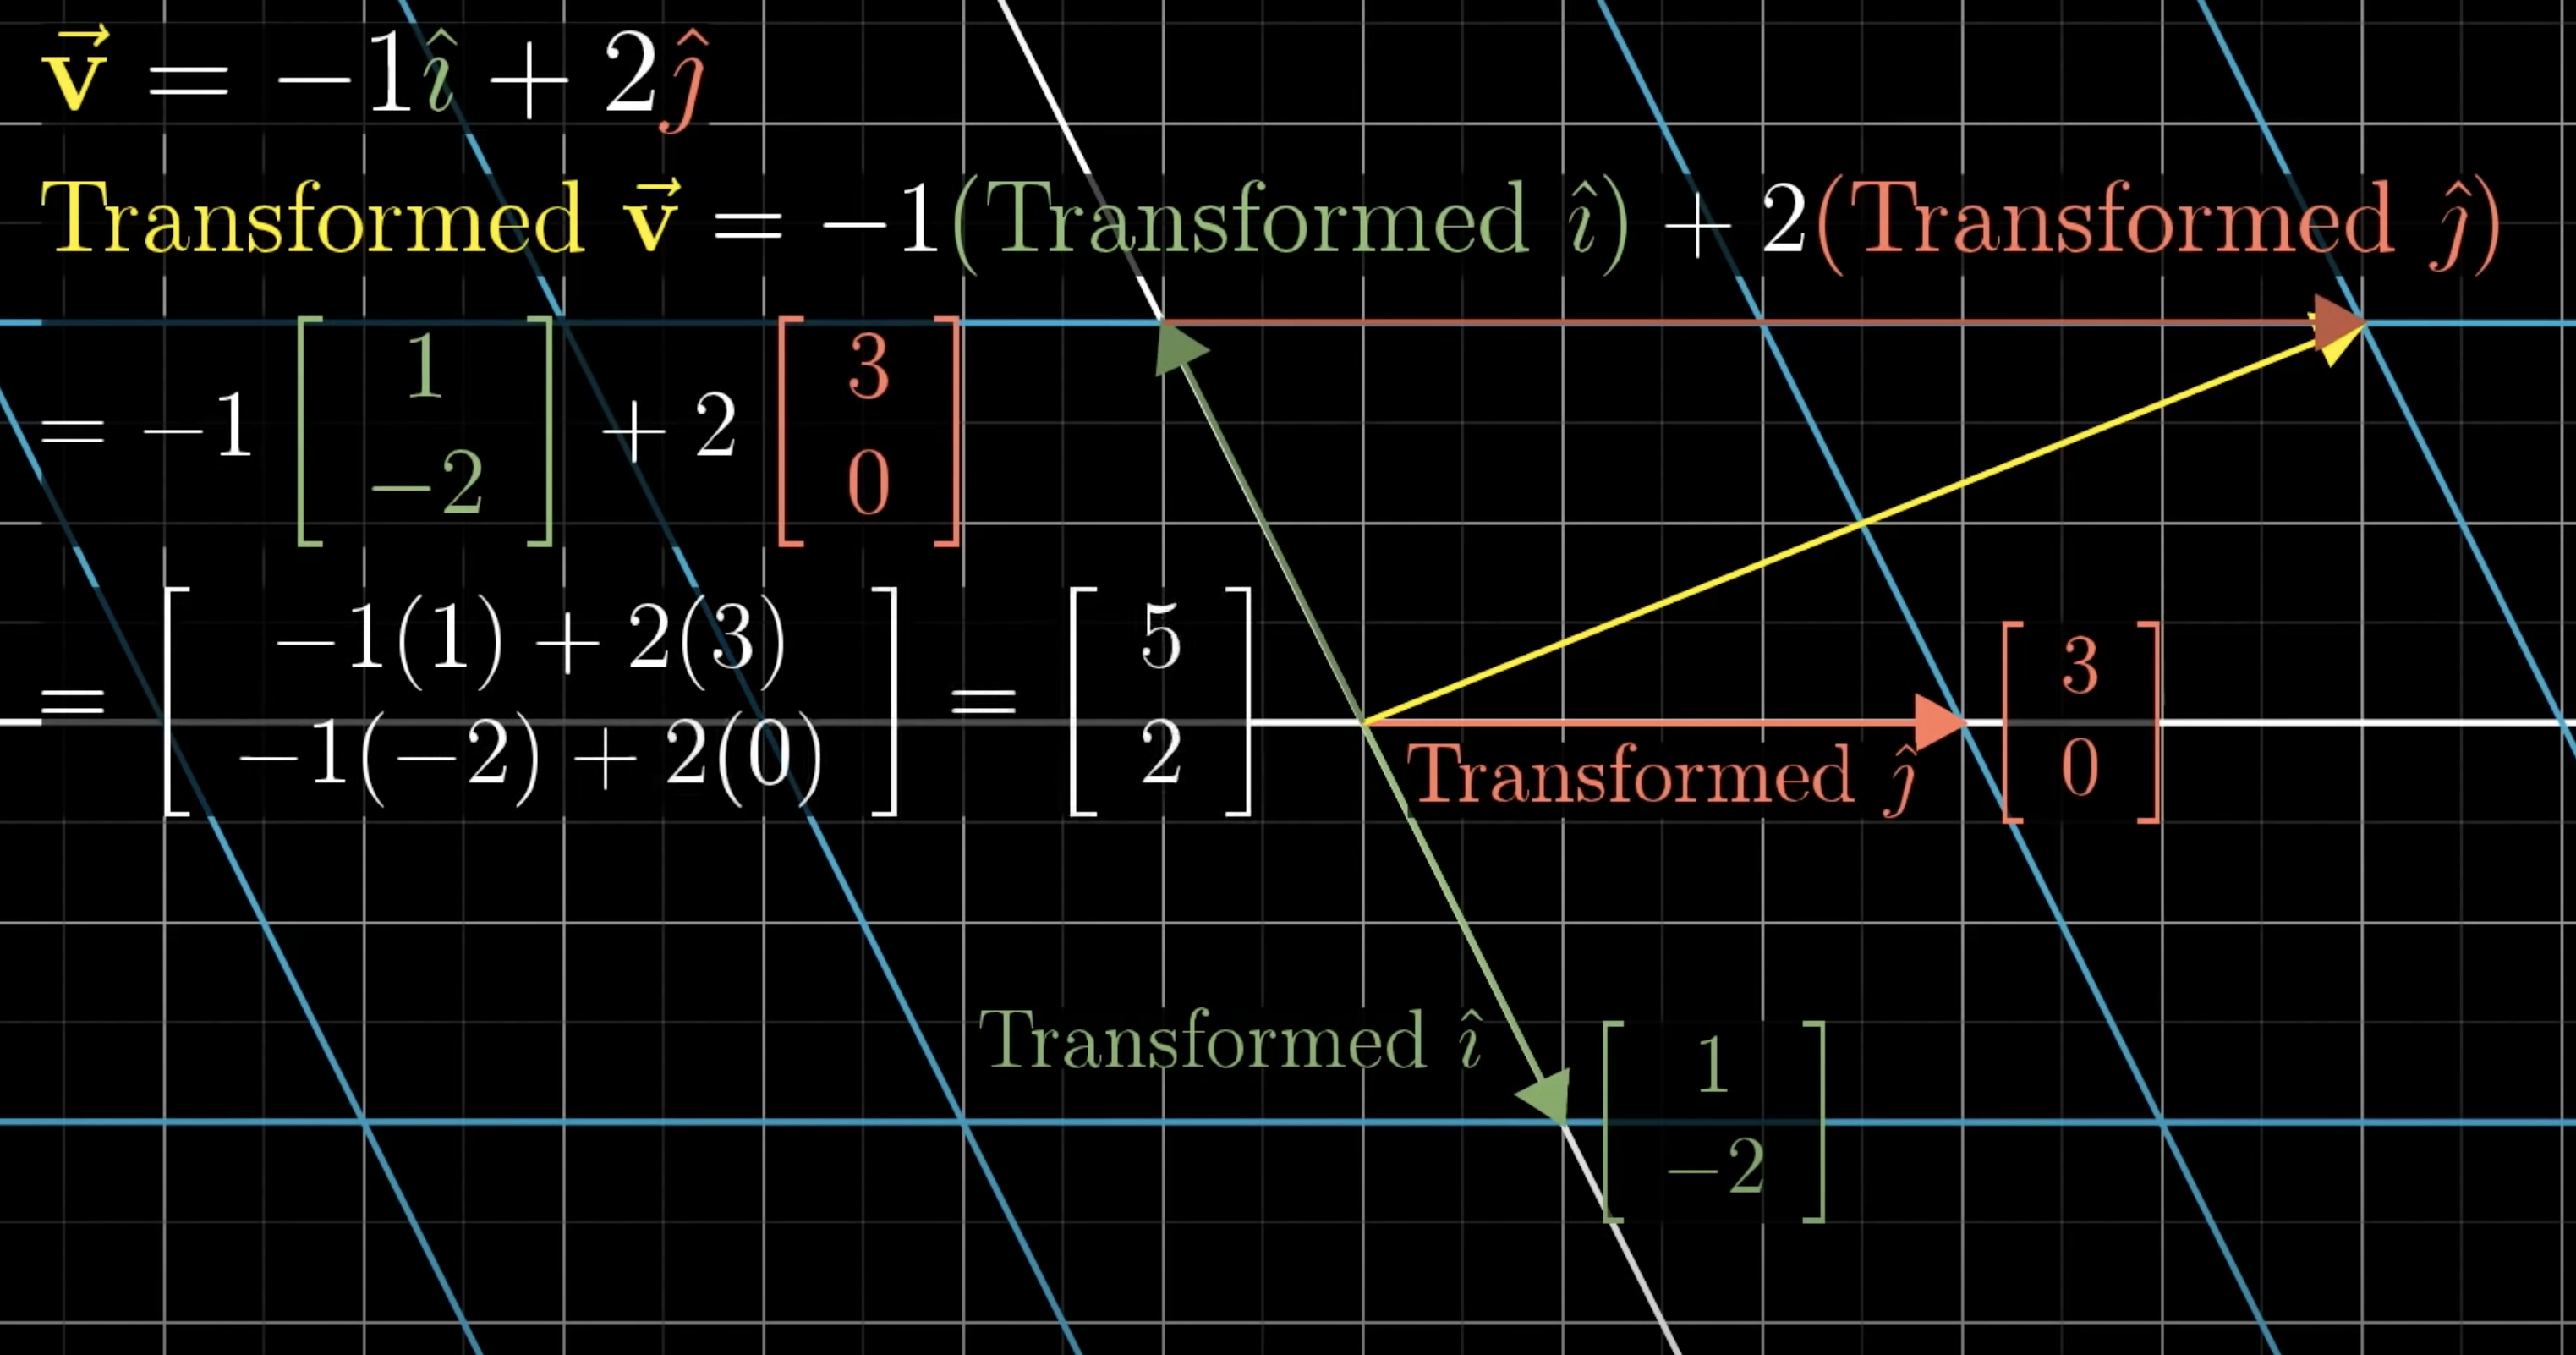 v⃗ = −1î + 2ĵ
Transformed v⃗ = −1(Transformed î) + 2(Transformed ĵ)
= −1 [1 −2] + 2 [3 0]
= [−1(1) + 2(3) −1(−2) + 2(0)] = [5 2]
Transformed ĵ [3 0]
Transformed î [1 −2]